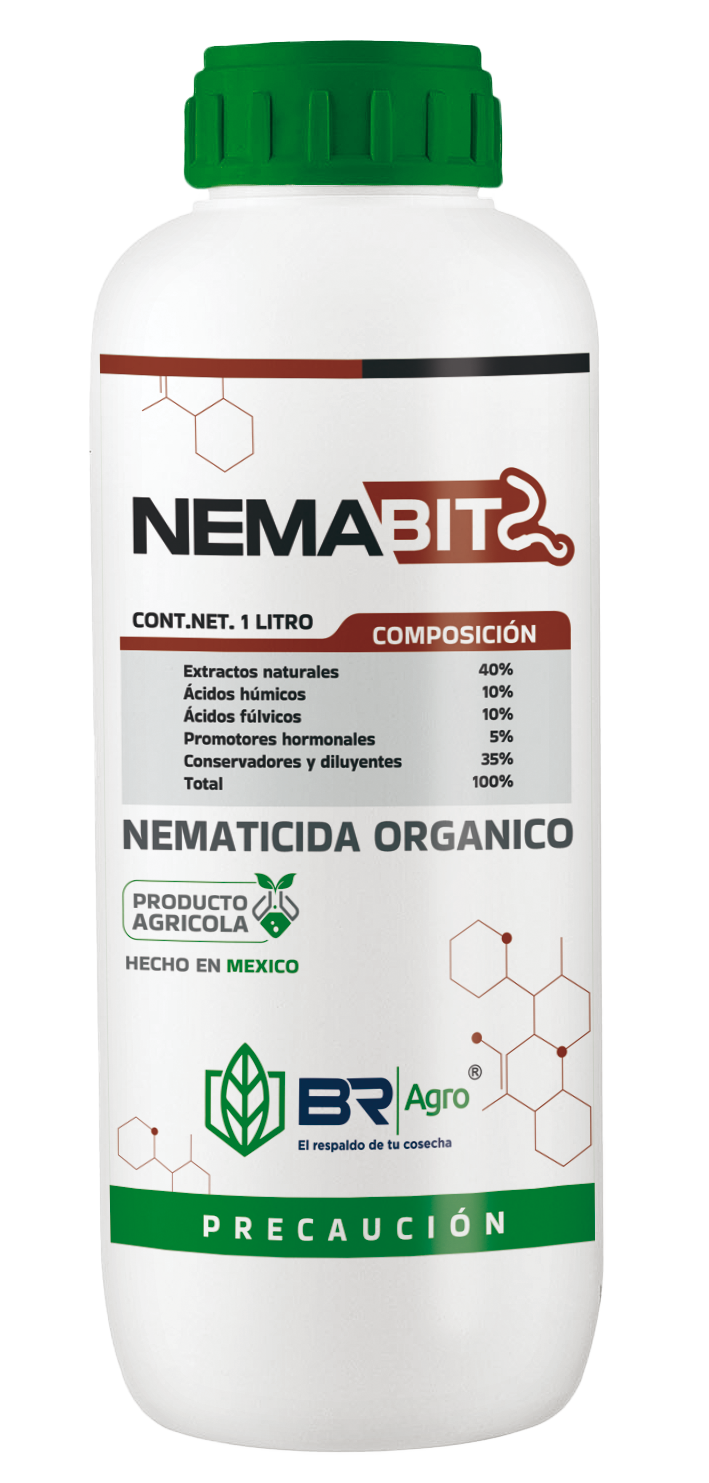 NEMABIT
CONT.NET. 1 LITRO
COMPOSICIÓN
Extractos naturales 40%
Ácidos húmicos 10%
Ácidos fúlvicos 10%
Promotores hormonales 5%
Conservadores y diluyentes 35%
Total 100%
NEMATICIDA ORGANICO
PRODUCTO
AGRICOLA
HECHO EN MEXICO
BR Agro ®
El respaldo de tu cosecha
PRECAUCIÓN